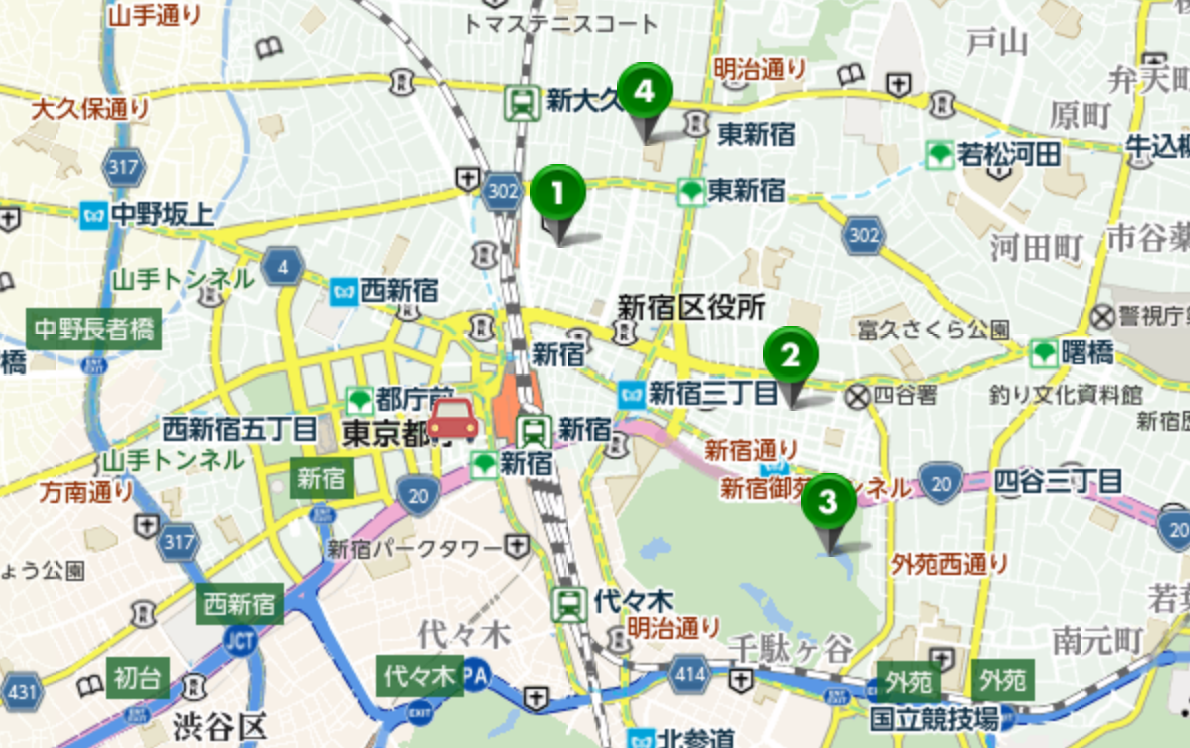 山手通り
トマステニスコート
戸山
明治通り
弁天町
大久保通り
新大久
4
原町
東新宿
若松河田
牛込柳
317
302
1
東新宿
中野坂上
302
河田町
市谷薬
4
山手トンネル
西新宿
新宿区役所
中野長者橋
富久さくら公園
警視庁
橋
新宿
2
曙橋
都庁前
新宿三丁目
四谷署
釣り文化資料館
西新宿五丁目
東京都庁
新宿
新宿歴
山手トンネル
新宿
新宿通り
新宿
方南通り
20
新宿御苑
ンネル
20
四谷三丁目
3
20
317
新宿パークタワー
外苑西通り
ょう公園
西新宿
代々木
若葉
JCT
代々木
明治通り
千駄ヶ谷
南元町
431
初台
代々木
PA
414
外苑
外苑
EXIT
渋谷区
国立競技場
北参道